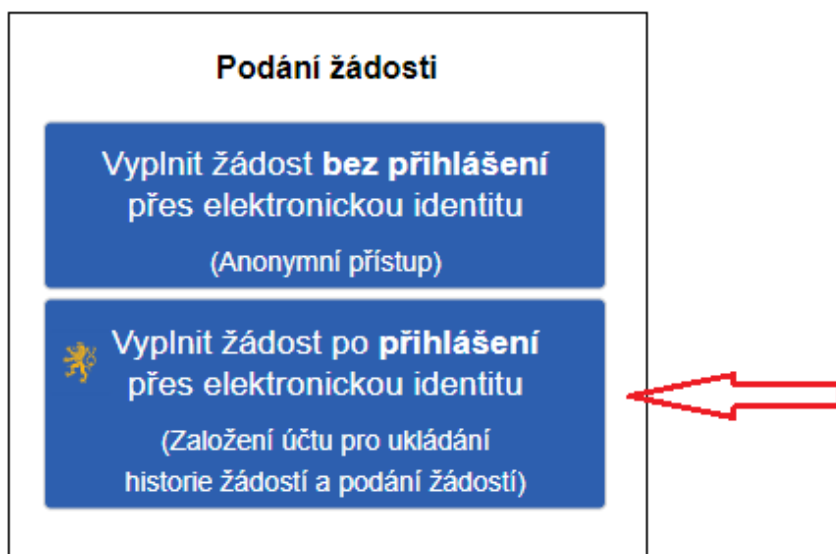 Podání žádosti
Vyplnit žádost bez přihlášení
přes elektronickou identitu
(Anonymní přístup)
Vyplnit žádost po přihlášení
přes elektronickou identitu
(Založení účtu pro ukládání
historie žádostí a podání žádostí)